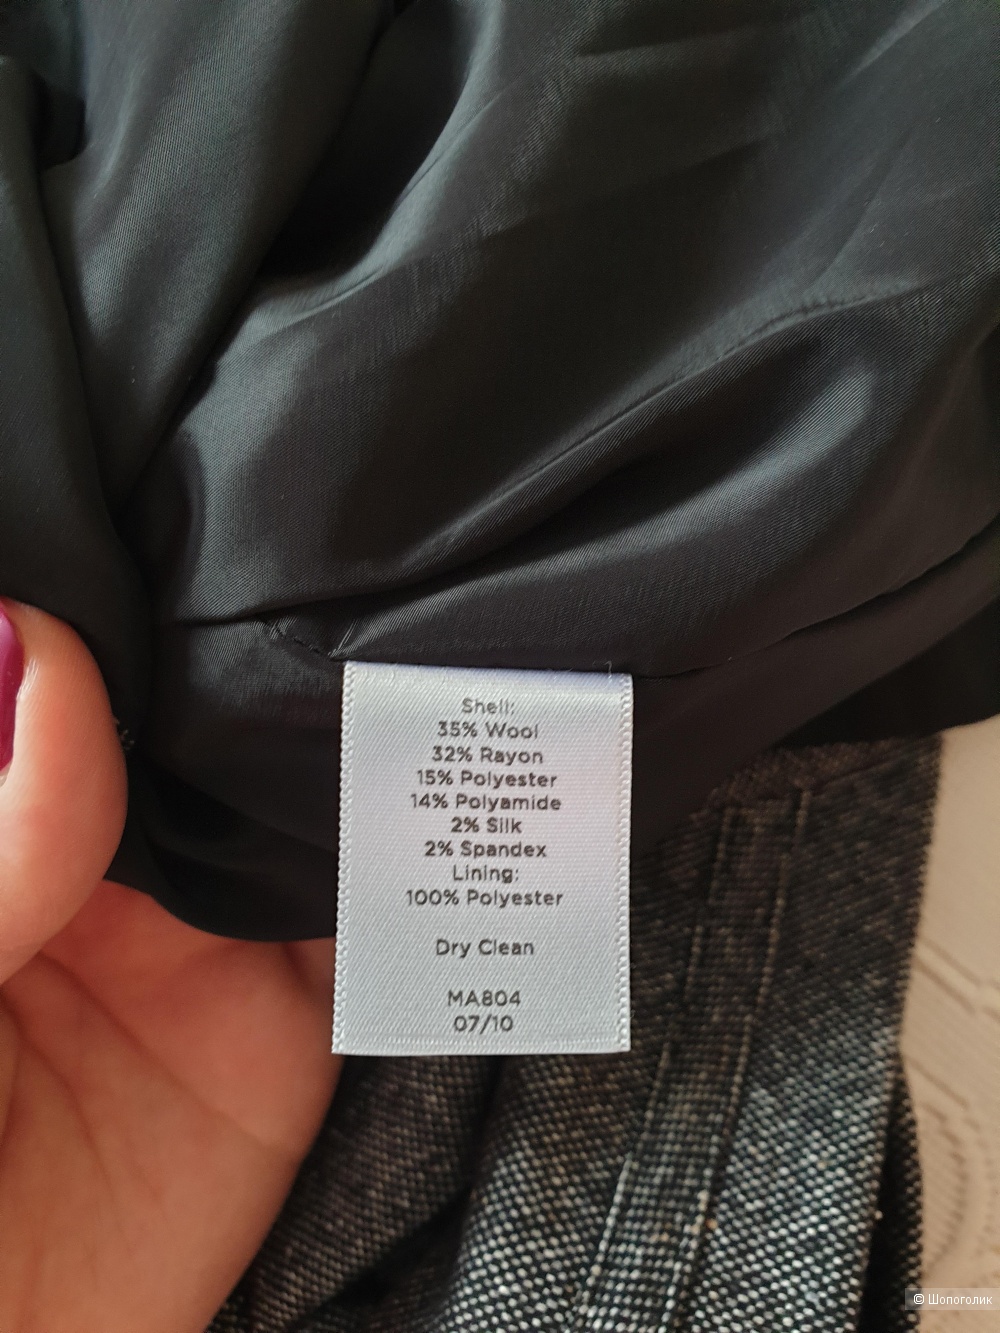 Shell:
35% Wool
32% Rayon
15% Polyester
14% Polyamide
2% Silk
2% Spandex
Lining:
100% Polyester
Dry Clean
MA804
07/10
© Шопоголик